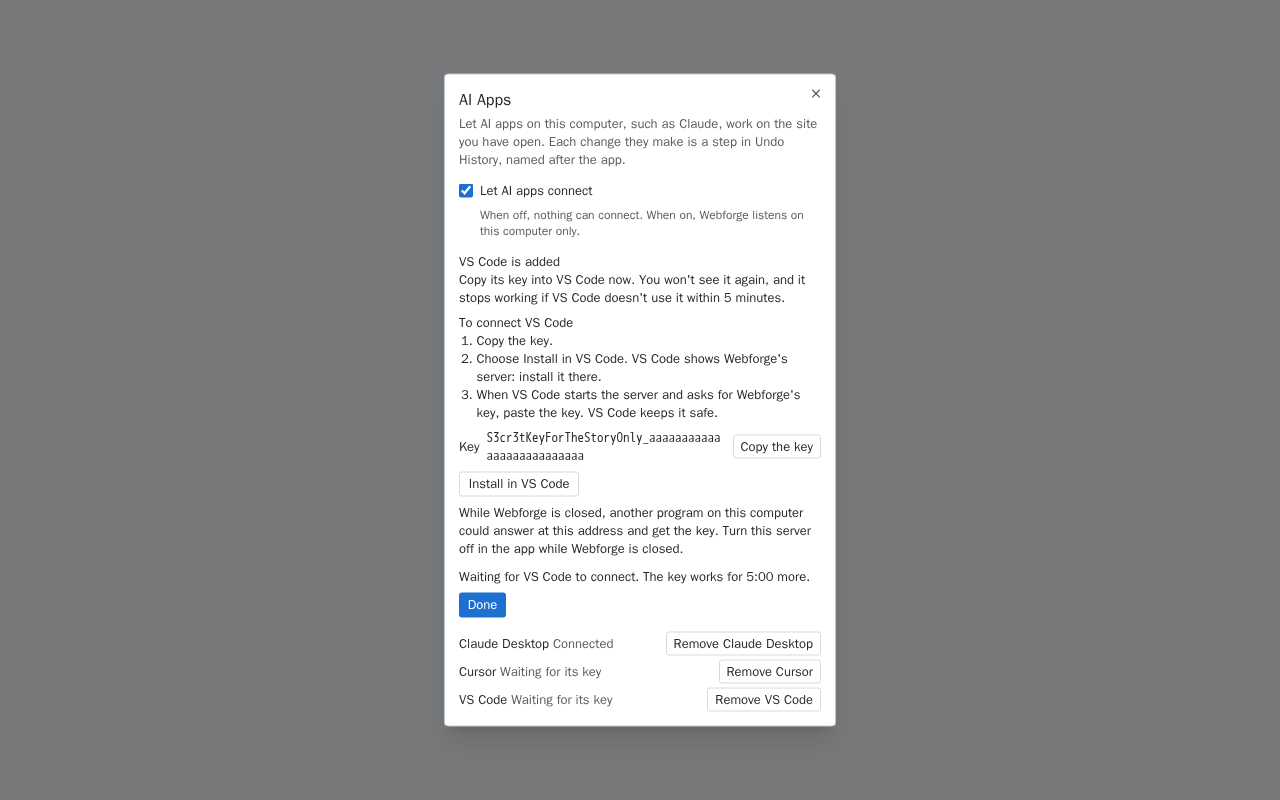 AI Apps
Let AI apps on this computer, such as Claude, work on the site
you have open. Each change they make is a step in Undo
History, named after the app.
Let AI apps connect
When off, nothing can connect. When on, Webforge listens on
this computer only.
VS Code is added
Copy its key into VS Code now. You won't see it again, and it
stops working if VS Code doesn't use it within 5 minutes.
To connect VS Code
1. Copy the key.
2. Choose Install in VS Code. VS Code shows Webforge's
server: install it there.
3. When VS Code starts the server and asks for Webforge's
key, paste the key. VS Code keeps it safe.
Key S3cr3tKeyForTheStoryOnly_aaaaaaaaaaa Copy the key
aaaaaaaaaaaaaaa
Install in VS Code
While Webforge is closed, another program on this computer
could answer at this address and get the key. Turn this server
off in the app while Webforge is closed.
Waiting for VS Code to connect. The key works for 5:00 more.
Done
Claude Desktop Connected Remove Claude Desktop
Cursor Waiting for its key Remove Cursor
VS Code Waiting for its key Remove VS Code